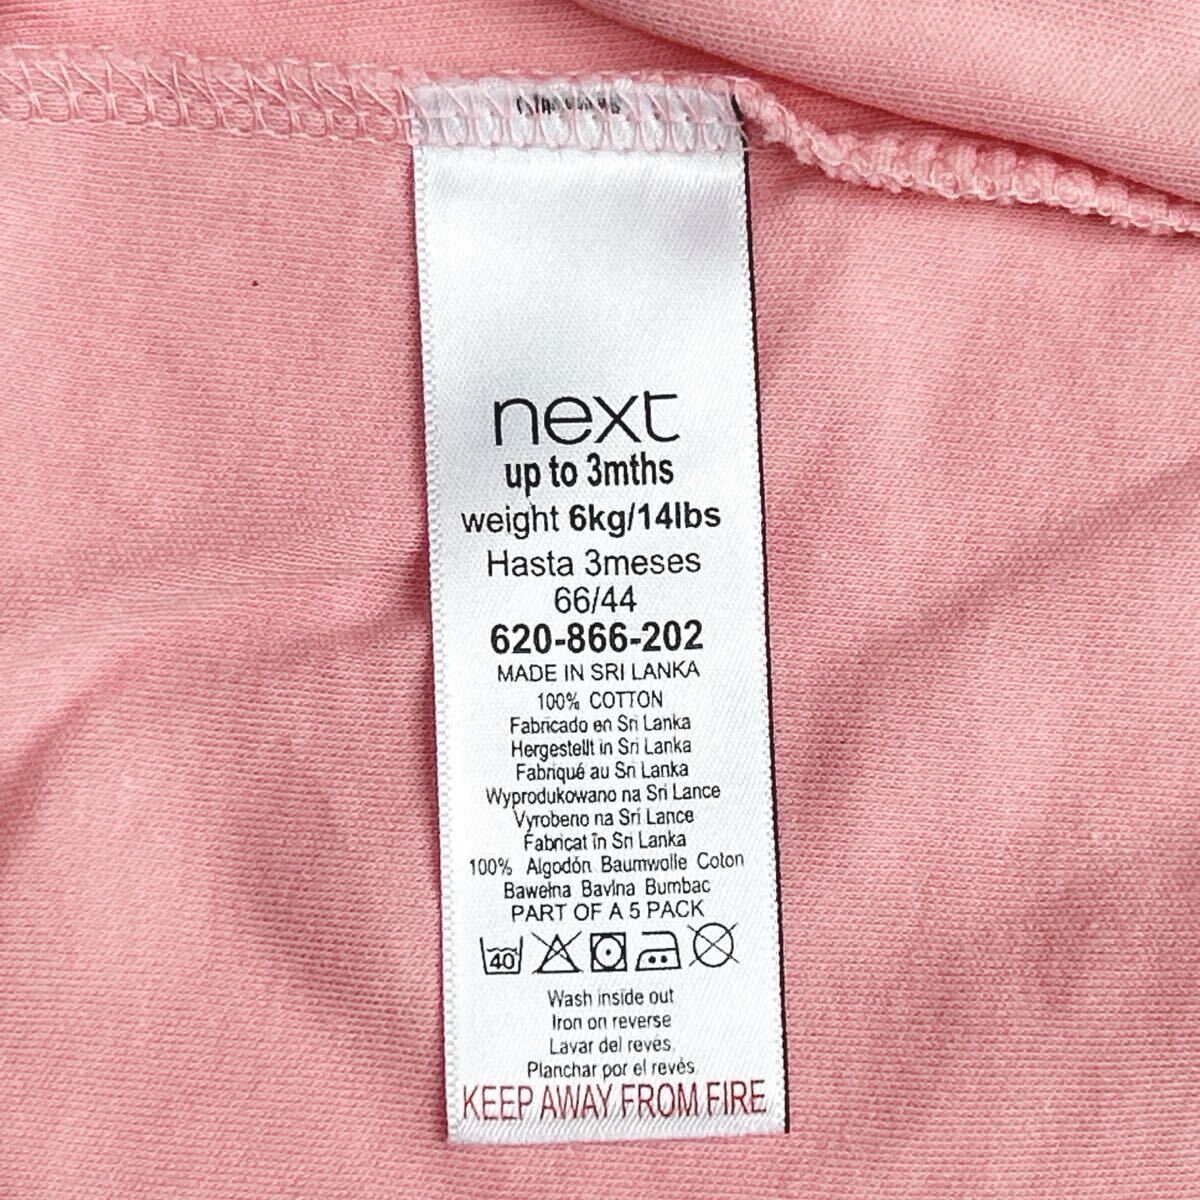 next
up to 3mths
weight 6kg/14lbs
Hasta 3meses
66/44
620-866-202
MADE IN SRI LANKA
100% COTTON
Fabricado en Sri Lanka
Hergestellt in Sri Lanka
Fabriqué au Sri Lanka
Wyprodukowano na Sri Lance
Vyrobeno na Srí Lance
Fabricat în Sri Lanka
100% Algodón Baumwolle Coton
Bawełna Bavlna Bumbac
PART OF A 5 PACK
40
Wash inside out
Iron on reverse
Lavar del revés.
Planchar por el revés
KEEP AWAY FROM FIRE